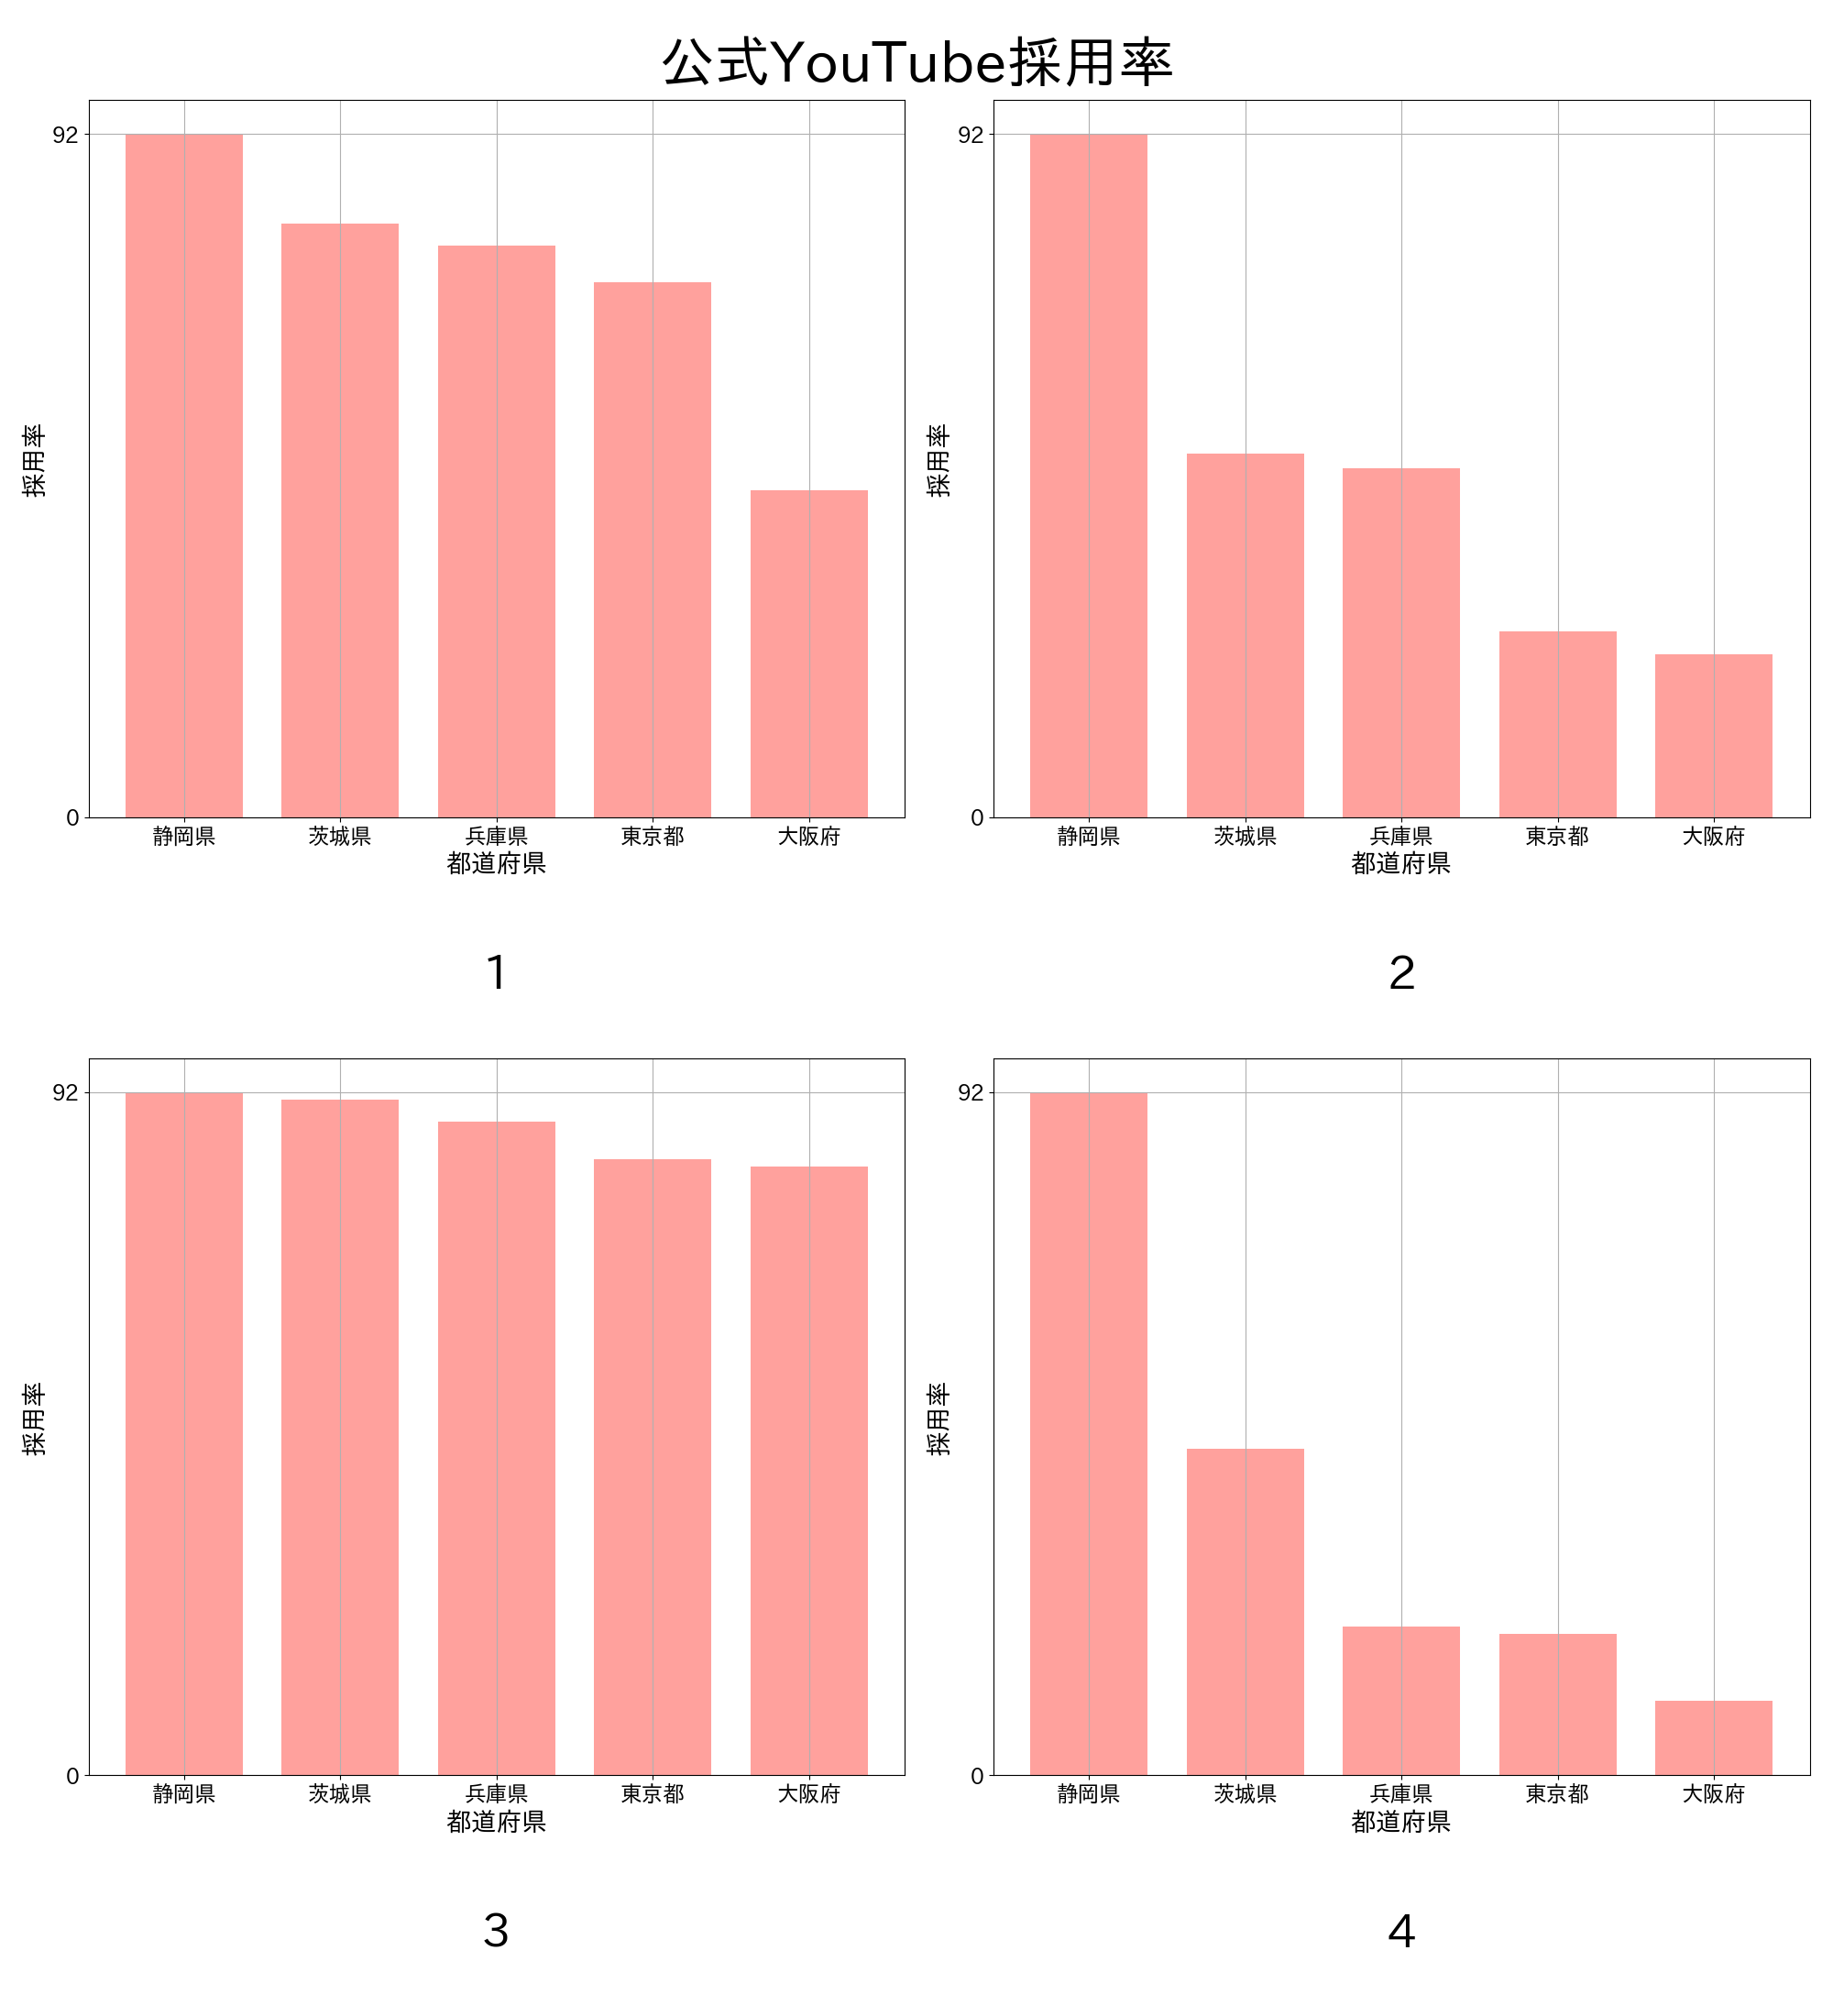 公式YouTube採用率
92
0
採用率
静岡県 茨城県 兵庫県 東京都 大阪府
都道府県
1
92
0
採用率
静岡県 茨城県 兵庫県 東京都 大阪府
都道府県
2
92
0
採用率
静岡県 茨城県 兵庫県 東京都 大阪府
都道府県
3
92
0
採用率
静岡県 茨城県 兵庫県 東京都 大阪府
都道府県
4